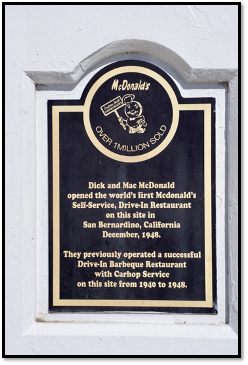 McDonald's
OVER 1 MILLION SOLD
Dick and Mac McDonald
opened the world's first Mcdonald's
Self-Service, Drive-In Restaurant
on this site in
San Bernardino, California
December, 1948.
They previously operated a successful
Drive-In Barbeque Restaurant
with Carhop Service
on this site from 1940 to 1948.